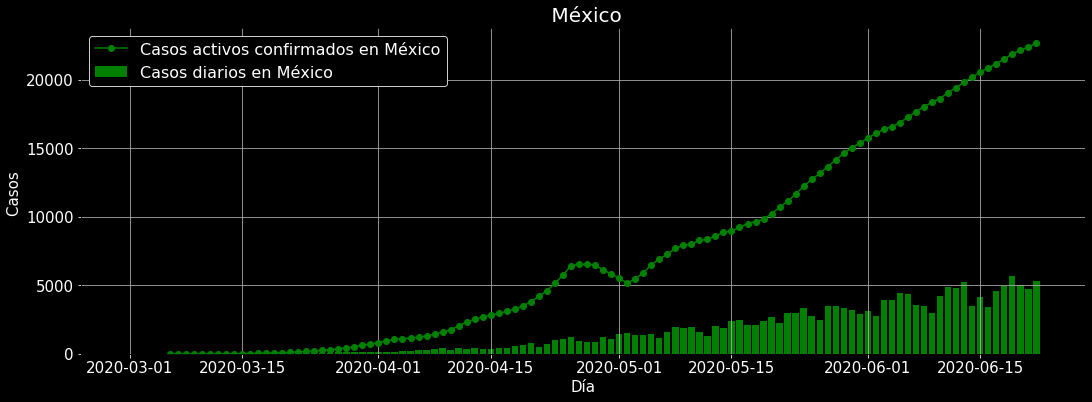 México
Casos activos confirmados en México
Casos diarios en México
20000
15000
10000
5000
0
Casos
2020-03-01 2020-03-15 2020-04-01 2020-04-15 2020-05-01 2020-05-15 2020-06-01 2020-06-15
Día